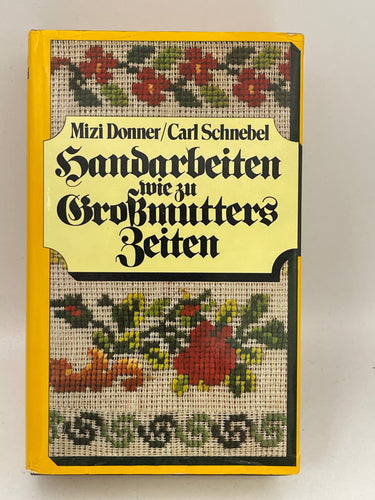 Mizi Donner/Carl Schnebel
Handarbeiten
wie zu
Großmutters
Zeiten